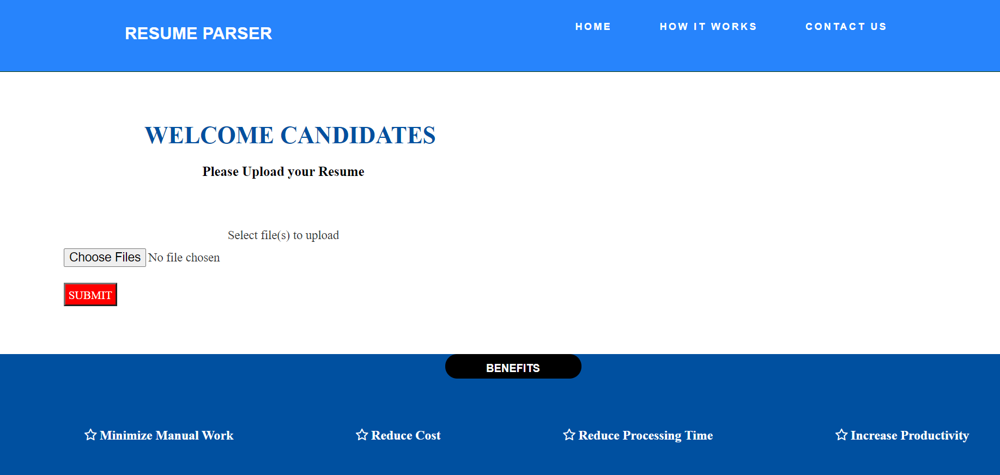 RESUME PARSER
HOME HOW IT WORKS CONTACT US
WELCOME CANDIDATES
Please Upload your Resume
Select file(s) to upload
Choose Files No file chosen
SUBMIT
BENEFITS
Minimize Manual Work Reduce Cost Reduce Processing Time Increase Productivity